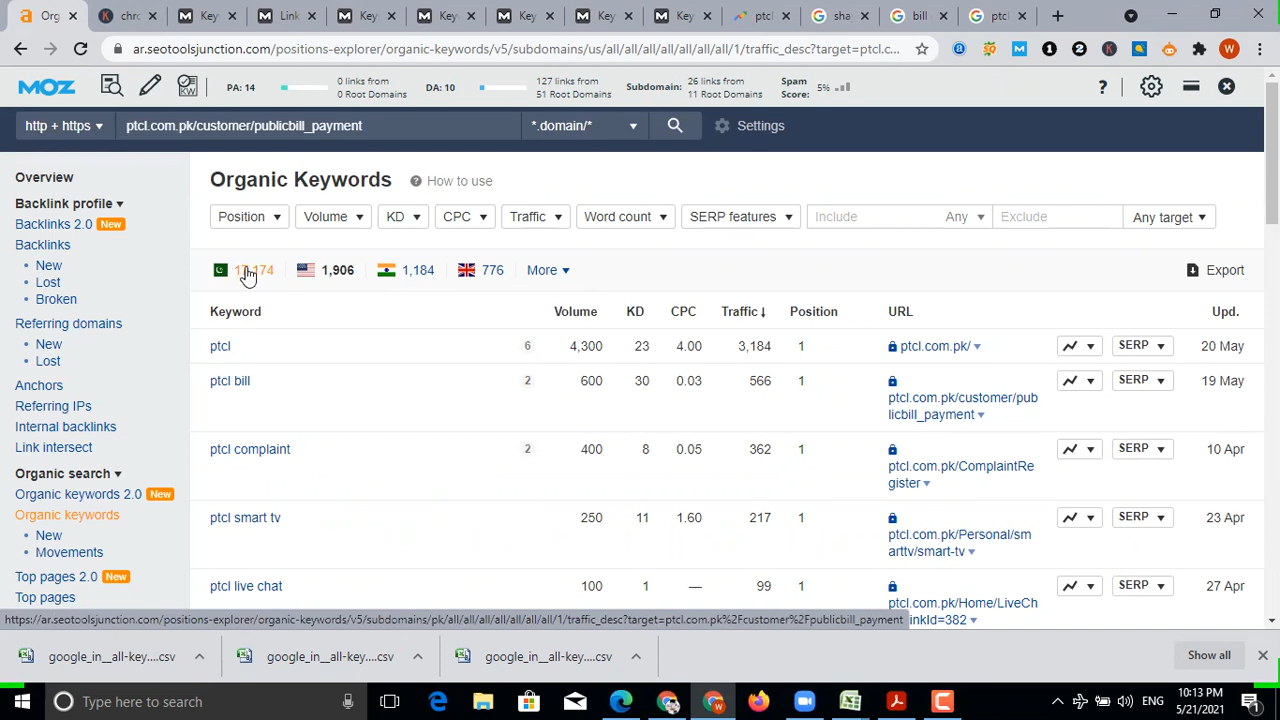 Org
chro
Key
Link
Key
Key
Key
Key
Key
ptcl
sha
bill
ptcl
ar.seotoolsjunction.com/positions-explorer/organic-keywords/v5/subdomains/us/all/all/all/all/all/all/1/traffic_desc?target=ptcl.c...
MOZ
PA: 14
0 links from
0 Root Domains
DA: 10
127 links from
51 Root Domains
Subdomain:
26 links from
11 Root Domains
Spam
Score:
5%
http + https
ptcl.com.pk/customer/publicbill_payment
*.domain/*
Settings
Overview
Backlink profile
Backlinks 2.0 New
Backlinks
New
Lost
Broken
Referring domains
New
Lost
Anchors
Referring IPs
Internal backlinks
Link intersect
Organic search
Organic keywords 2.0 New
Organic keywords
New
Movements
Top pages 2.0 New
Top pages
Organic Keywords
How to use
Position
Volume
KD
CPC
Traffic
Word count
SERP features
Include
Any
Exclude
Any target
1,906
1,184
776
More
Export
Keyword Volume KD CPC Traffic↓ Position URL Upd.
ptcl 6 4,300 23 4.00 3,184 1 ptcl.com.pk/ SERP 20 May
ptcl bill 2 600 30 0.03 566 1 SERP 19 May
ptcl.com.pk/customer/pub
licbill_payment
ptcl complaint 2 400 8 0.05 362 1 SERP 10 Apr
ptcl.com.pk/ComplaintRe
gister
ptcl smart tv 250 11 1.60 217 1 SERP 23 Apr
ptcl.com.pk/Personal/sm
arttv/smart-tv
ptcl live chat 100 1 — 99 1 SERP 27 Apr
ptcl.com.pk/Home/LiveCh
inkId=382
https://ar.seotoolsjunction.com/positions-explorer/organic-keywords/v5/subdomains/pk/all/all/all/all/all/all/1/traffic_desc?target=ptcl.com.pk%2Fcustomer%2Fpublicbill_payment
google_in__all-key....csv
google_in__all-key....csv
google_in__all-key....csv
Show all
Type here to search
ENG
10:13 PM
5/21/2021